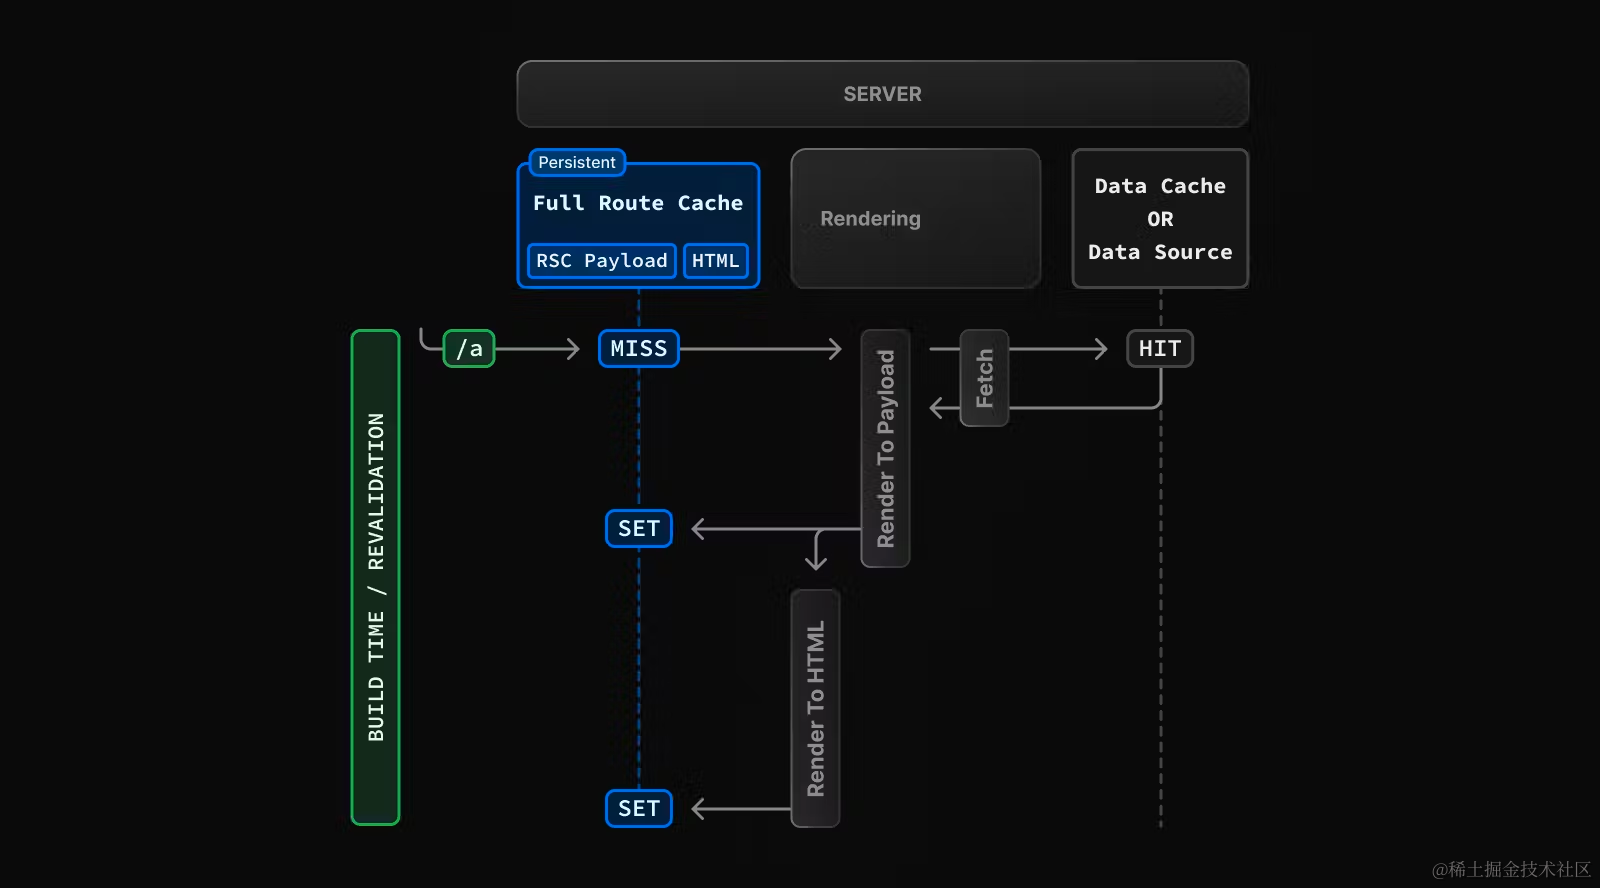 SERVER
Persistent
Full Route Cache
RSC Payload
HTML
Rendering
Data Cache
OR
Data Source
/a
MISS
Render To Payload
Fetch
HIT
BUILD TIME / REVALIDATION
SET
Render To HTML
SET
@稀土掘金技术社区